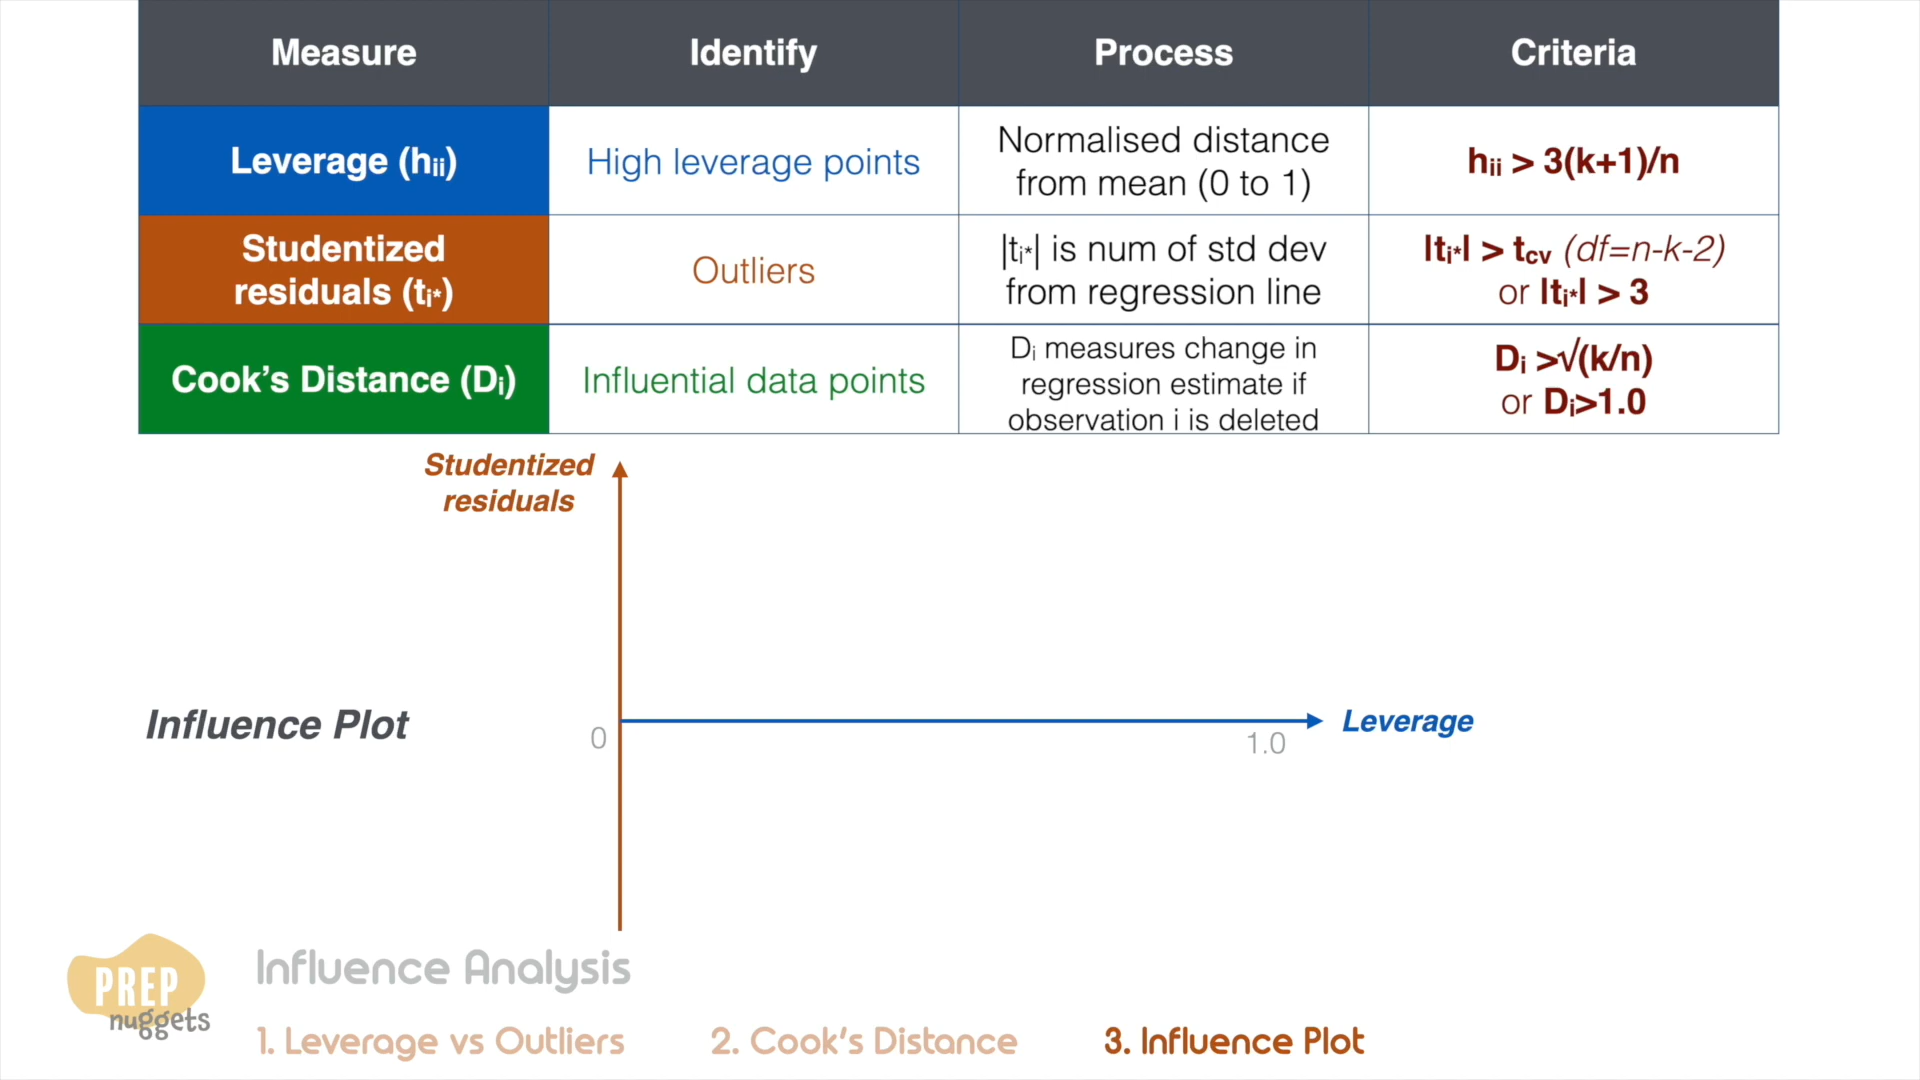 Measure
Identify
Process
Criteria
Leverage (hᵢᵢ)
High leverage points
Normalised distance
from mean (0 to 1)
hᵢᵢ > 3(k+1)/n
Studentized
residuals (tᵢ*)
Outliers
|tᵢ*| is num of std dev
from regression line
|tᵢ*| > tcv (df=n-k-2)
or |tᵢ*| > 3
Cook's Distance (Dᵢ)
Influential data points
Dᵢ measures change in
regression estimate if
observation i is deleted
Dᵢ >√(k/n)
or Dᵢ>1.0
Studentized
residuals
Influence Plot
0
1.0
Leverage
PREP
nuggets
Influence Analysis
1. Leverage vs Outliers
2. Cook's Distance
3. Influence Plot